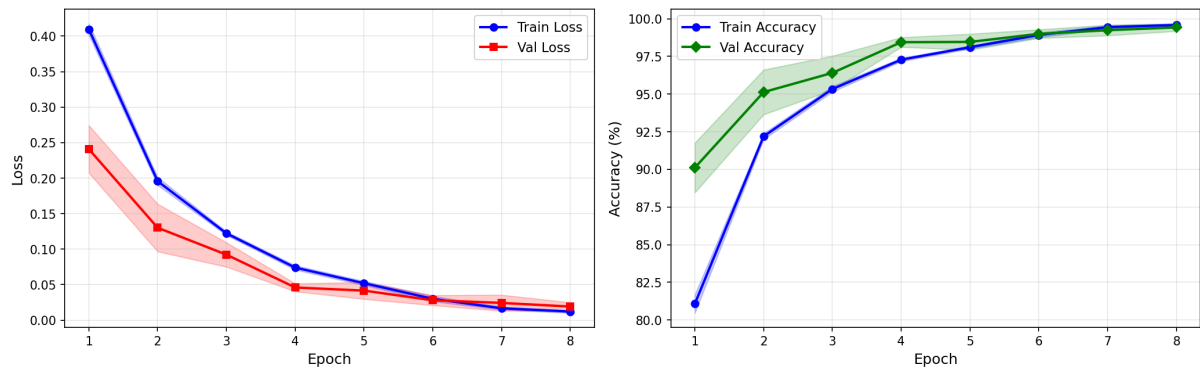 Train Loss
Val Loss
0.40
0.35
0.30
0.25
0.20
0.15
0.10
0.05
0.00
Loss
1 2 3 4 5 6 7 8
Epoch
Train Accuracy
Val Accuracy
100.0
97.5
95.0
92.5
90.0
87.5
85.0
82.5
80.0
Accuracy (%)
1 2 3 4 5 6 7 8
Epoch